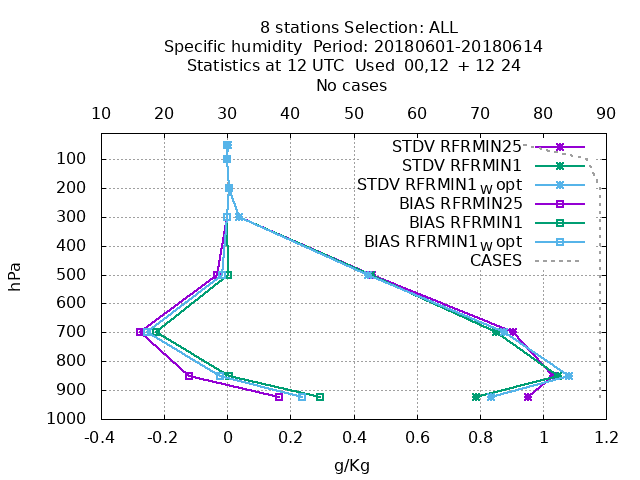 8 stations Selection: ALL
Specific humidity  Period: 20180601-20180614
Statistics at 12 UTC  Used  00,12  + 12 24
No cases
10 20 30 40 50 60 70 80 90
STDV RFRMIN25
STDV RFRMIN1
STDV RFRMIN1w opt
BIAS RFRMIN25
BIAS RFRMIN1
BIAS RFRMIN1w opt
CASES
hPa
100
200
300
400
500
600
700
800
900
1000
-0.4 -0.2 0 0.2 0.4 0.6 0.8 1 1.2
g/Kg